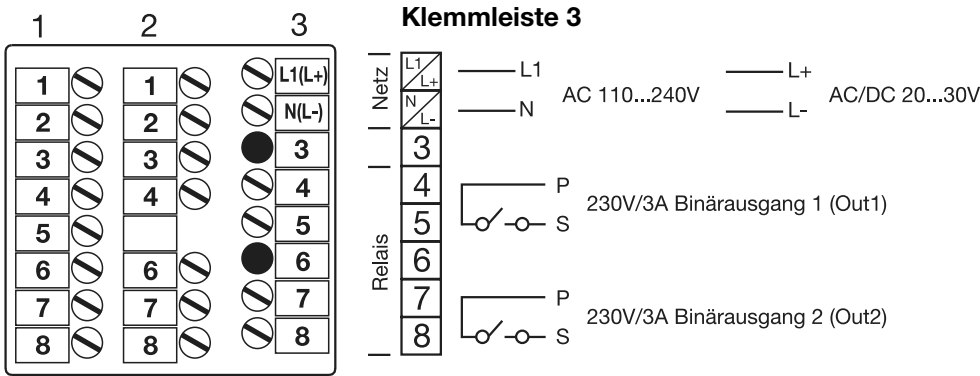 Klemmleiste 3
1 2 3
1 1 L1(L+)
2 2 N(L-)
3 3 3
4 4 4
5 5
6 6 6
7 7 7
8 8 8
Netz
L1/L+
N/L-
3
L1
N
AC 110...240V
L+
L-
AC/DC 20...30V
Relais
4
5
6
7
8
P
S
230V/3A Binärausgang 1 (Out1)
P
S
230V/3A Binärausgang 2 (Out2)